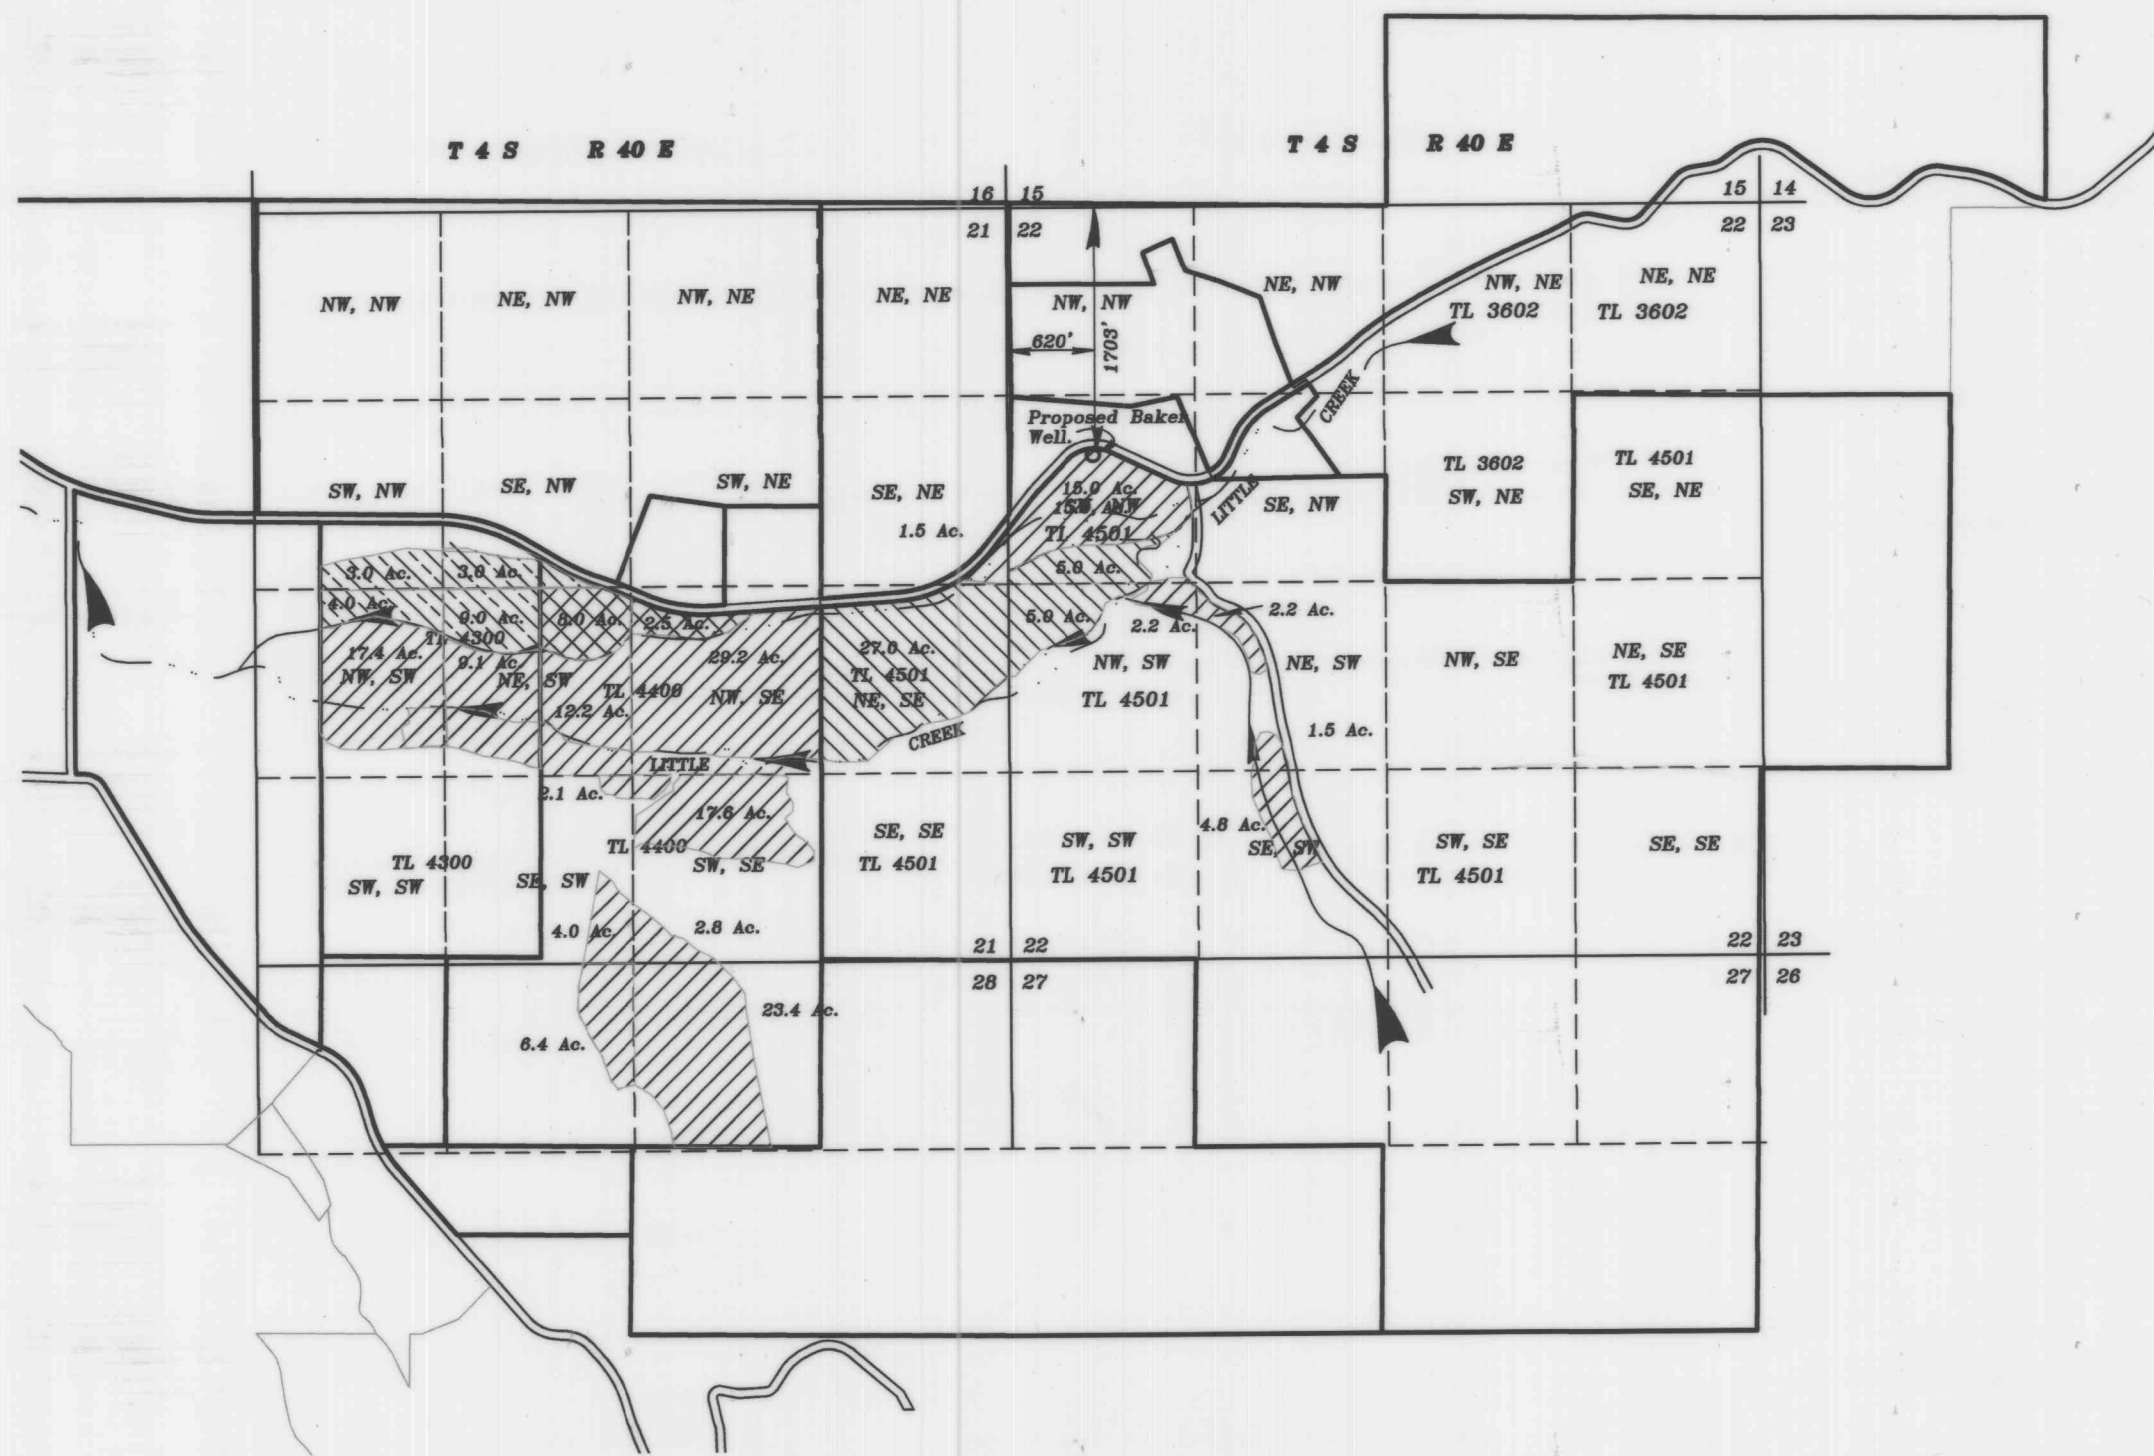 T 4 S R 40 E
T 4 S R 40 E
16 15
21 22
15 14
22 23
NW, NW
NE, NW
NW, NE
NE, NE
NW, NW
NE, NW
NW, NE
TL 3602
NE, NE
TL 3602
620'
1703'
CREEK
Proposed Baker
Well.
SW, NW
SE, NW
SW, NE
SE, NE
1.5 Ac.
15.0 Ac.
SW, NW
TL 4501
LITTLE
SE, NW
TL 3602
SW, NE
TL 4501
SE, NE
3.0 Ac.
3.0 Ac.
5.0 Ac.
4.0 Ac.
9.0 Ac.
8.0 Ac.
2.5 Ac.
5.0 Ac.
2.2 Ac.
2.2 Ac.
TL 4300
17.4 Ac.
NW, SW
9.1 Ac.
NE, SW
TL 4400
12.2 Ac.
29.2 Ac.
NW, SE
27.0 Ac.
TL 4501
NE, SE
NW, SW
TL 4501
NE, SW
NW, SE
NE, SE
TL 4501
CREEK
1.5 Ac.
LITTLE
2.1 Ac.
17.6 Ac.
TL 4400
SW, SE
SE, SE
TL 4501
SW, SW
TL 4501
4.8 Ac.
SE, SW
SW, SE
TL 4501
SE, SE
TL 4300
SW, SW
SE, SW
4.0 Ac.
2.8 Ac.
21 22
28 27
22 23
27 26
23.4 Ac.
6.4 Ac.